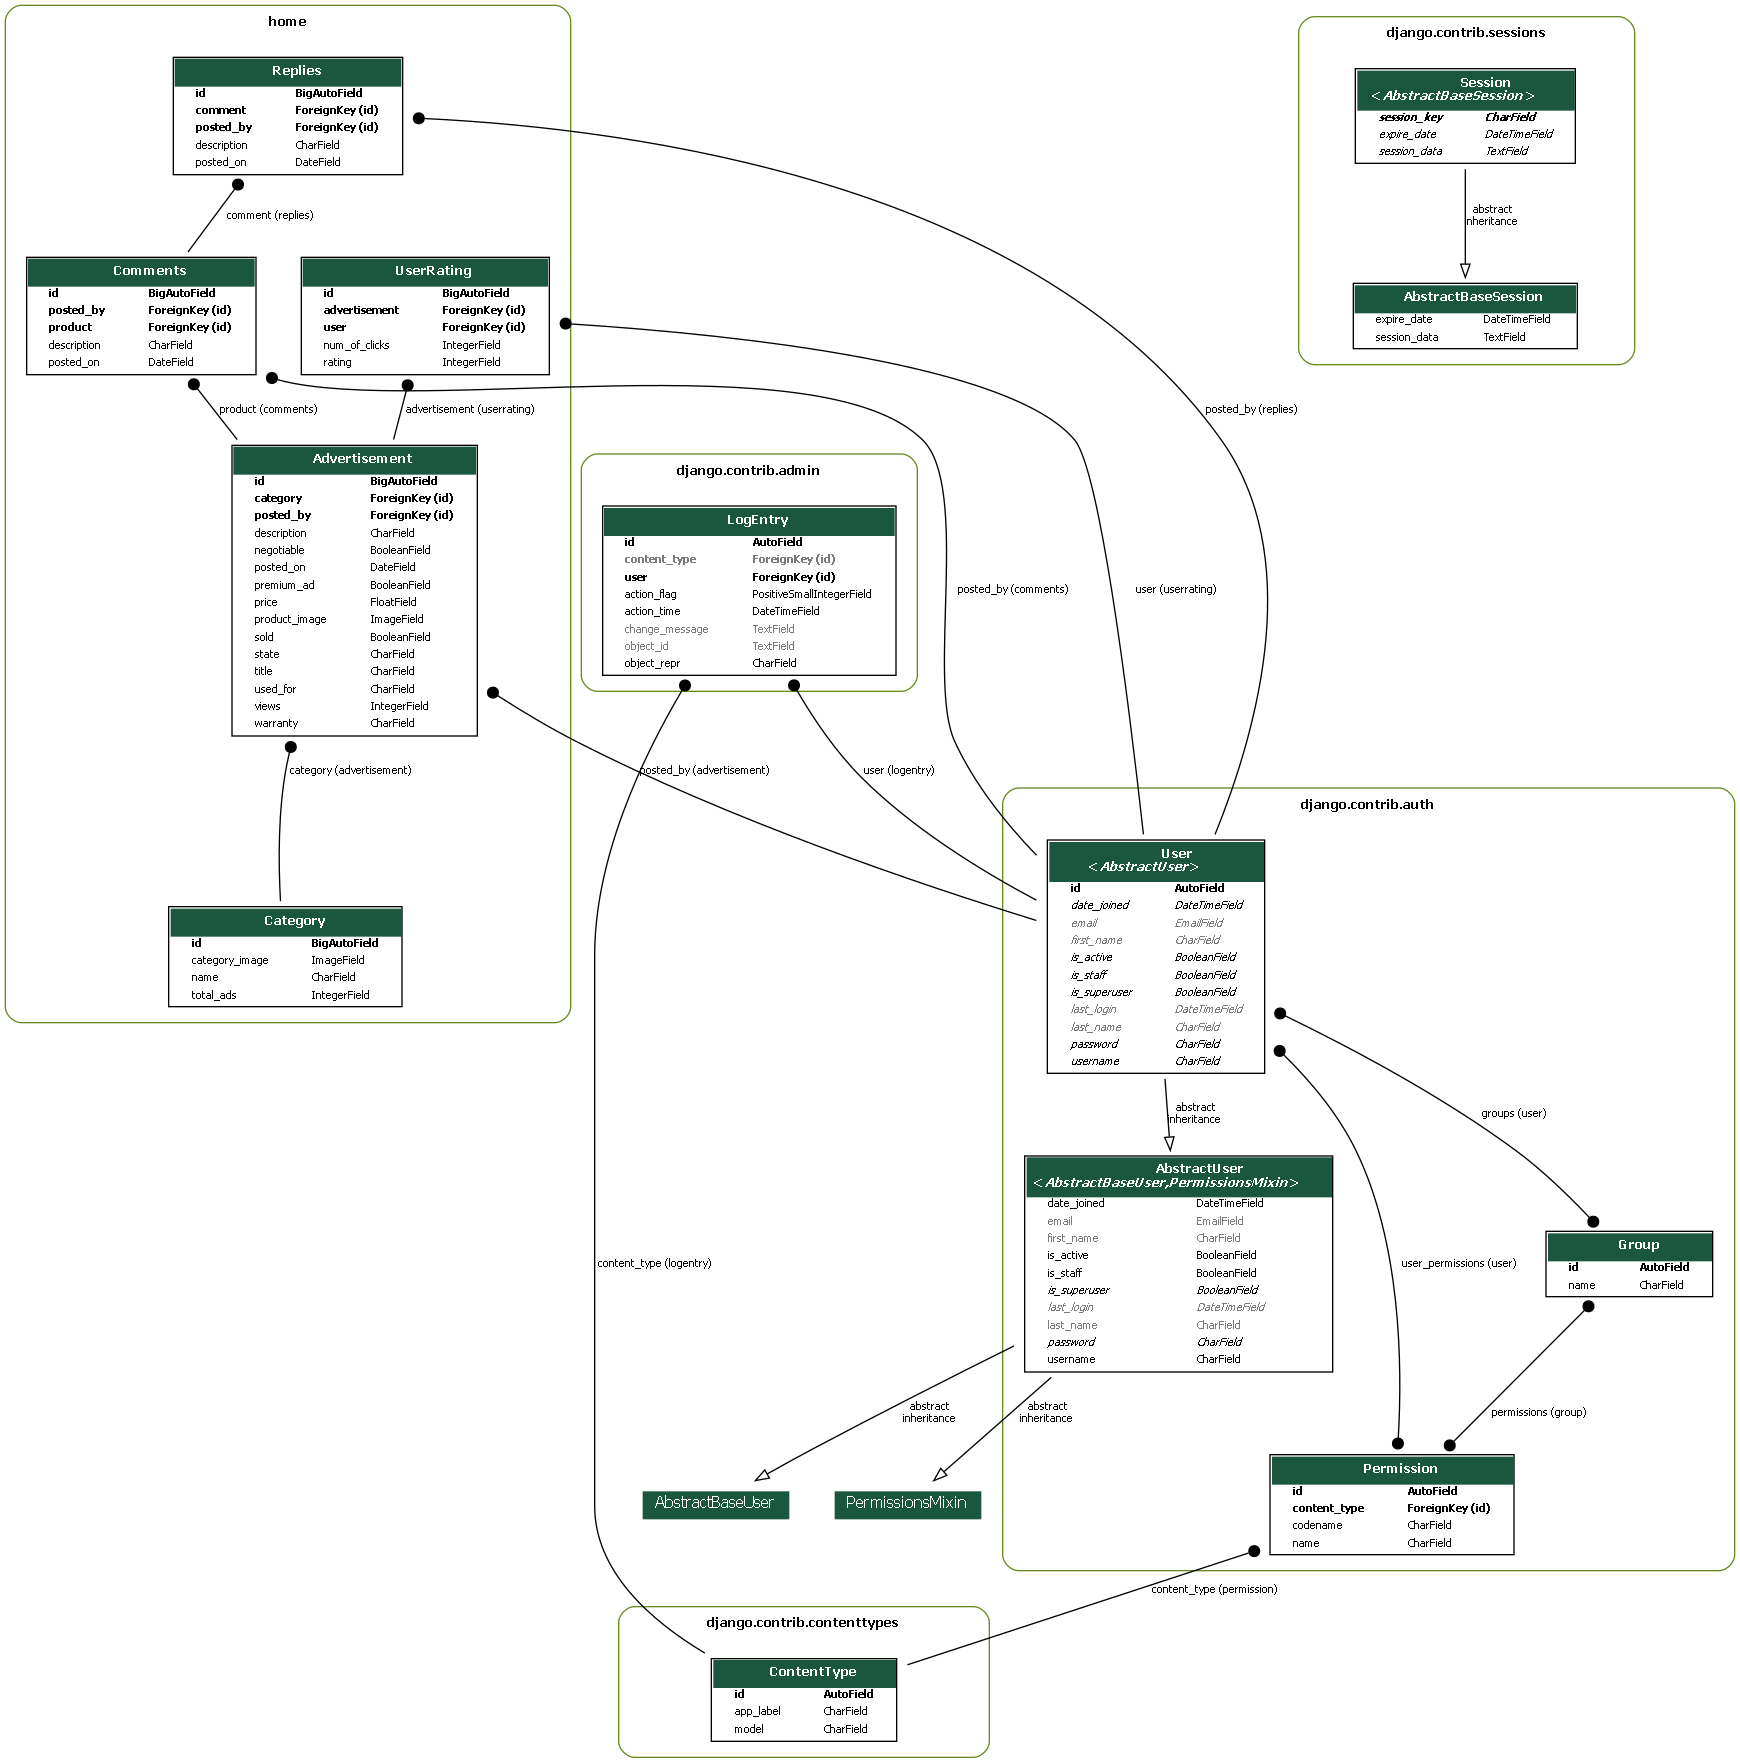 home
Replies
id BigAutoField
comment ForeignKey (id)
posted_by ForeignKey (id)
description CharField
posted_on DateField
comment (replies)
Comments
id BigAutoField
posted_by ForeignKey (id)
product ForeignKey (id)
description CharField
posted_on DateField
UserRating
id BigAutoField
advertisement ForeignKey (id)
user ForeignKey (id)
num_of_clicks IntegerField
rating IntegerField
product (comments)
advertisement (userrating)
Advertisement
id BigAutoField
category ForeignKey (id)
posted_by ForeignKey (id)
description CharField
negotiable BooleanField
posted_on DateField
premium_ad BooleanField
price FloatField
product_image ImageField
sold BooleanField
state CharField
title CharField
used_for CharField
views IntegerField
warranty CharField
category (advertisement)
Category
id BigAutoField
category_image ImageField
name CharField
total_ads IntegerField
django.contrib.sessions
Session
<AbstractBaseSession>
session_key CharField
expire_date DateTimeField
session_data TextField
abstract
inheritance
AbstractBaseSession
expire_date DateTimeField
session_data TextField
posted_by (replies)
django.contrib.admin
LogEntry
id AutoField
content_type ForeignKey (id)
user ForeignKey (id)
action_flag PositiveSmallIntegerField
action_time DateTimeField
change_message TextField
object_id TextField
object_repr CharField
posted_by (comments)
user (userrating)
posted_by (advertisement)
user (logentry)
django.contrib.auth
User
<AbstractUser>
id AutoField
date_joined DateTimeField
email EmailField
first_name CharField
is_active BooleanField
is_staff BooleanField
is_superuser BooleanField
last_login DateTimeField
last_name CharField
password CharField
username CharField
abstract
inheritance
groups (user)
AbstractUser
<AbstractBaseUser,PermissionsMixin>
date_joined DateTimeField
email EmailField
first_name CharField
is_active BooleanField
is_staff BooleanField
is_superuser BooleanField
last_login DateTimeField
last_name CharField
password CharField
username CharField
content_type (logentry)
user_permissions (user)
Group
id AutoField
name CharField
abstract
inheritance
abstract
inheritance
permissions (group)
AbstractBaseUser
PermissionsMixin
Permission
id AutoField
content_type ForeignKey (id)
codename CharField
name CharField
content_type (permission)
django.contrib.contenttypes
ContentType
id AutoField
app_label CharField
model CharField